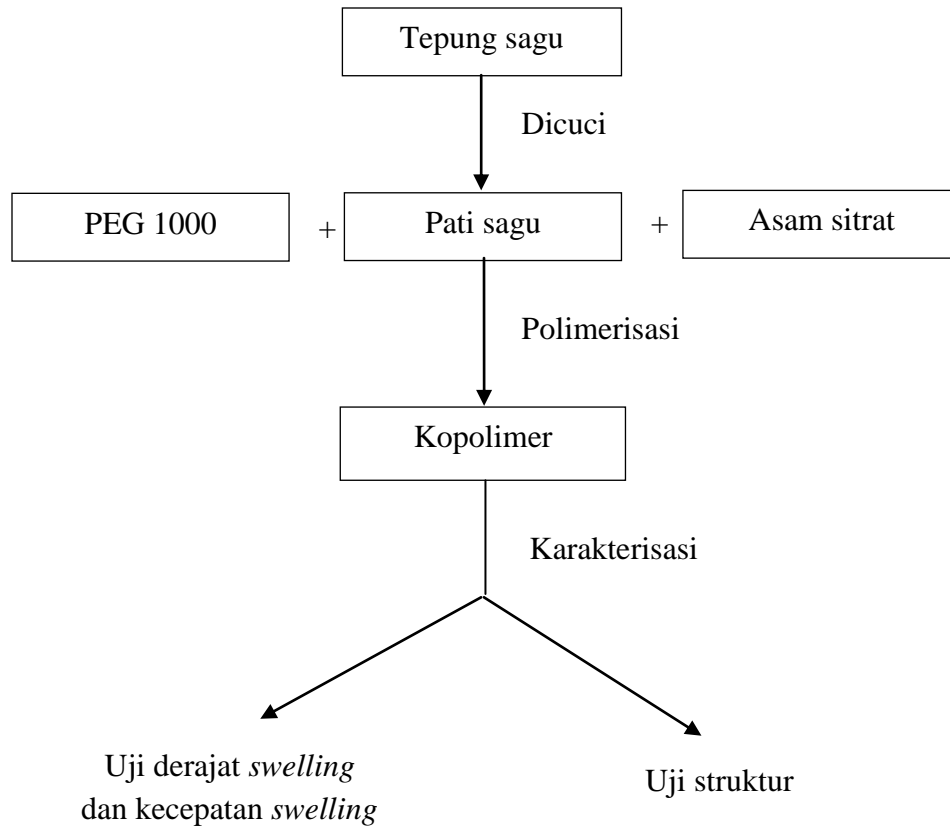 Tepung sagu
Dicuci
PEG 1000 + Pati sagu + Asam sitrat
Polimerisasi
Kopolimer
Karakterisasi
Uji derajat swelling
dan kecepatan swelling
Uji struktur